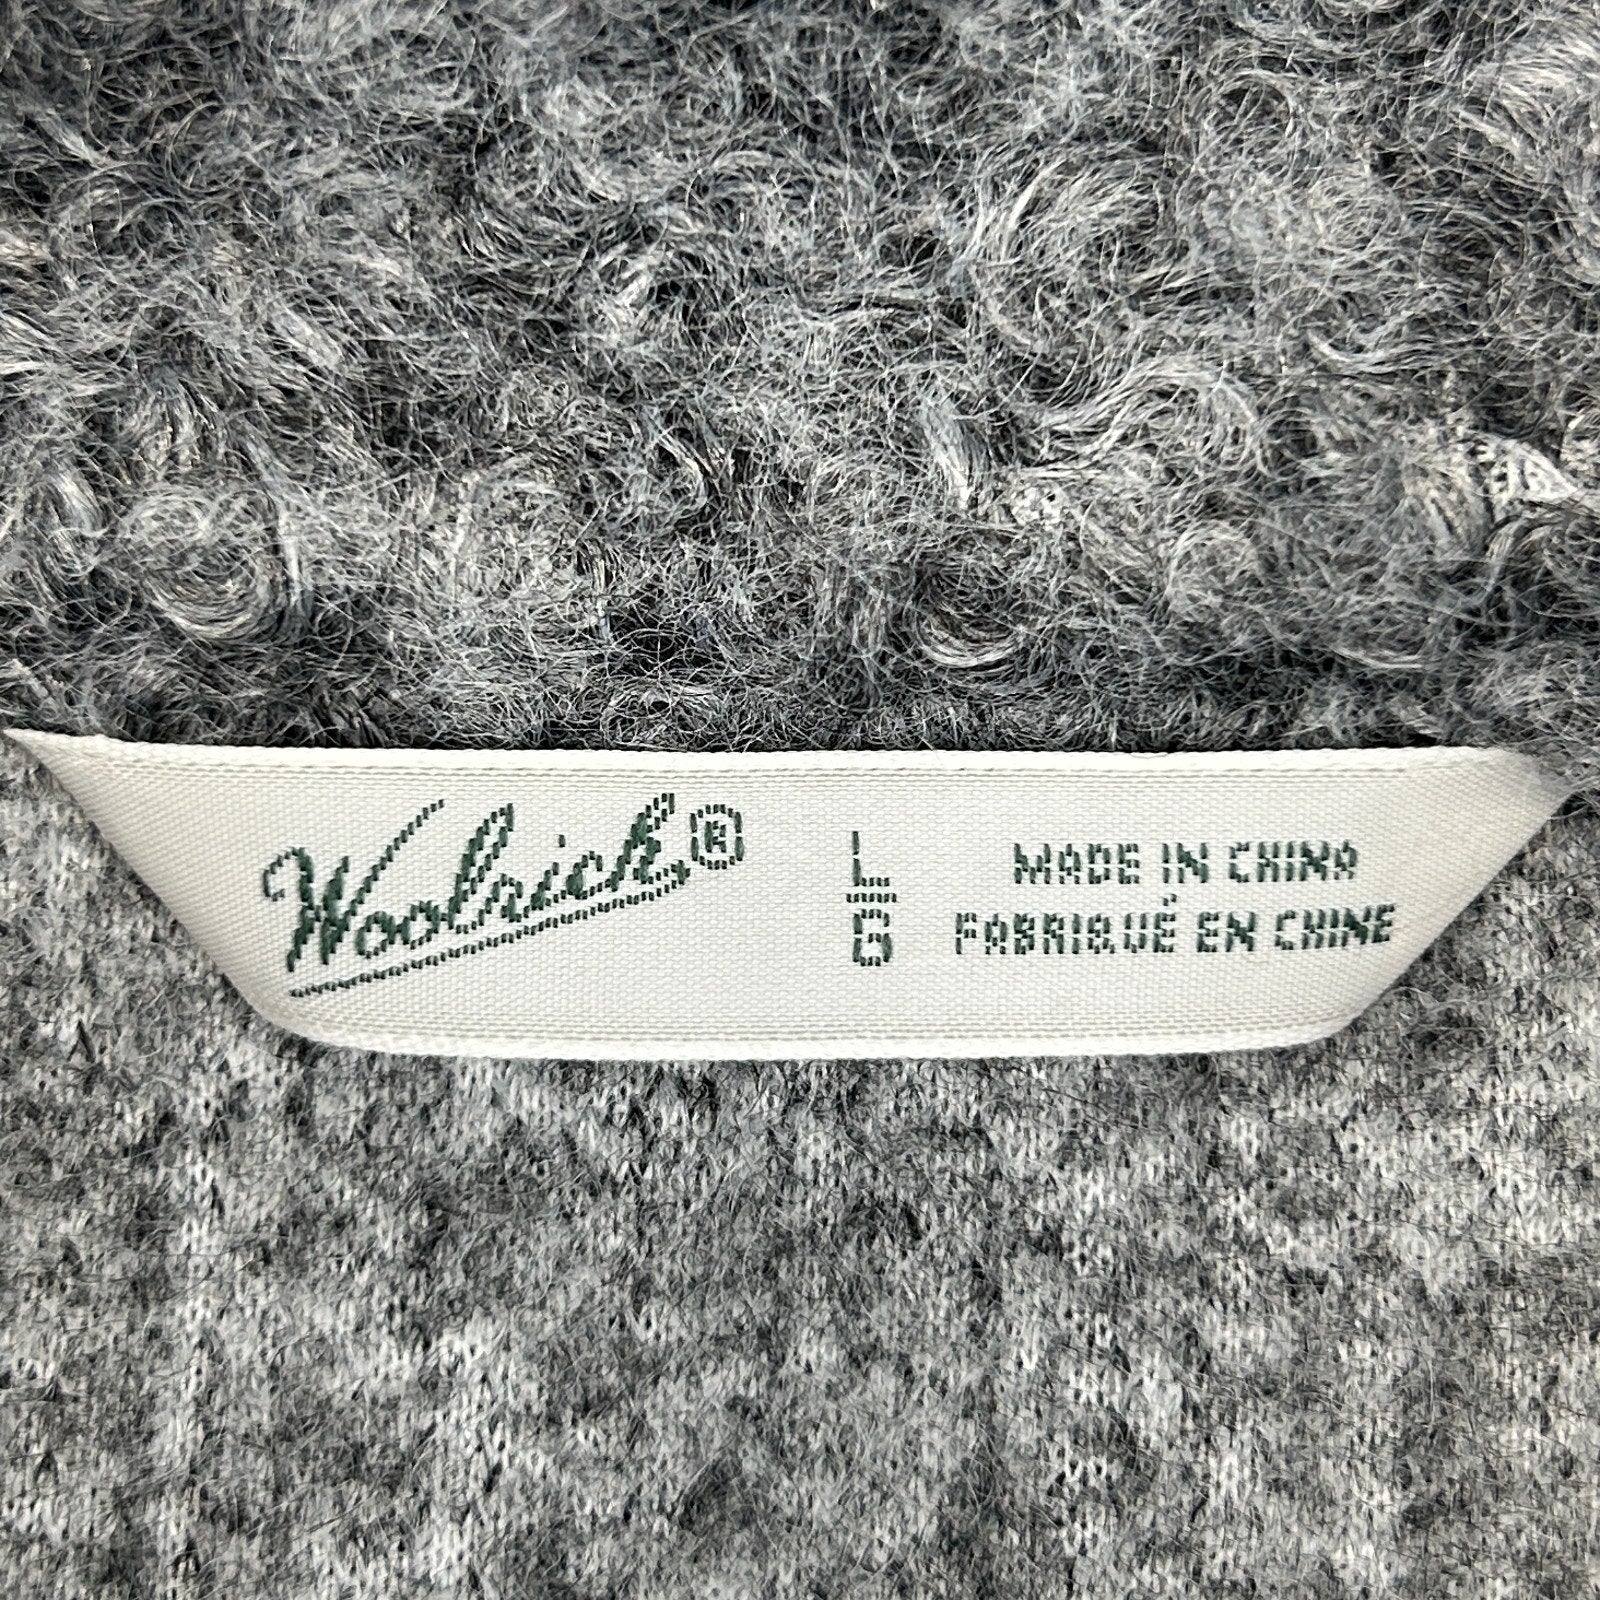 Woolrich®
L/G
MADE IN CHINA
FABRIQUÉ EN CHINE